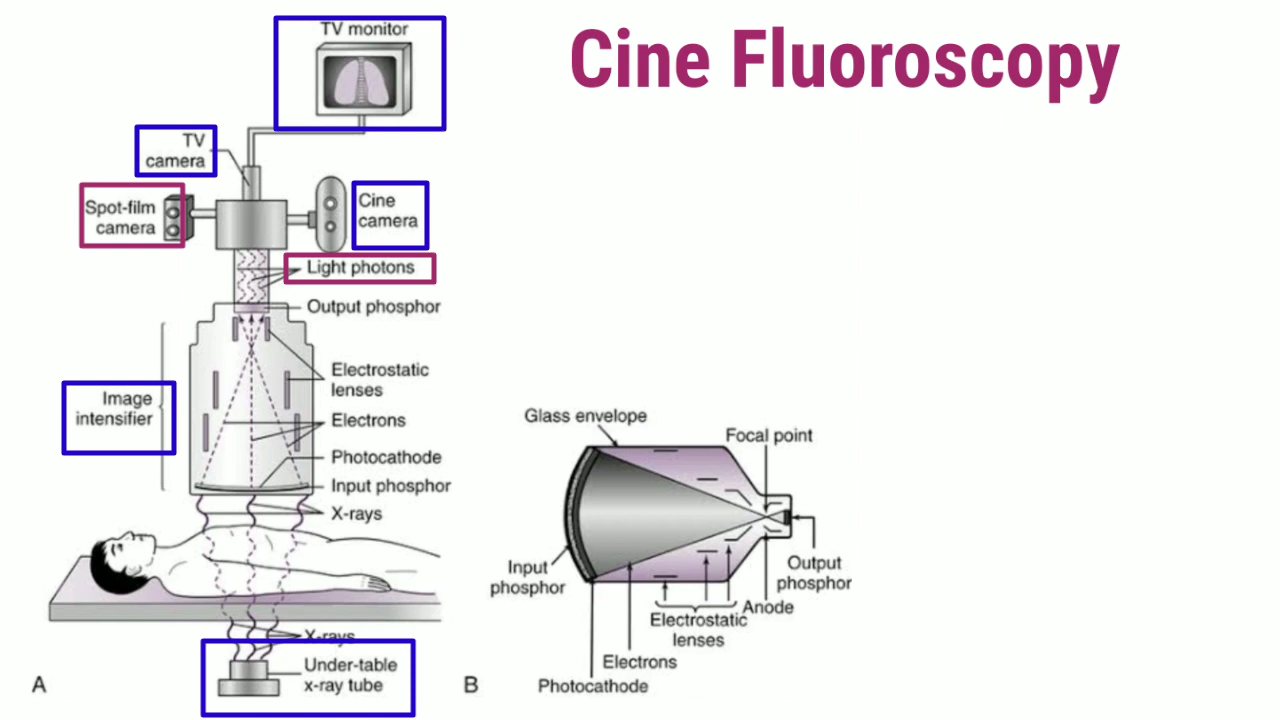 Cine Fluoroscopy
TV monitor
TV
camera
Spot-film
camera
Cine
camera
Light photons
Output phosphor
Electrostatic
lenses
Image
intensifier
Electrons
Photocathode
Input phosphor
X-rays
X-rays
Under-table
x-ray tube
A
Glass envelope
Focal point
Input
phosphor
Output
phosphor
Anode
Electrostatic
lenses
Electrons
Photocathode
B